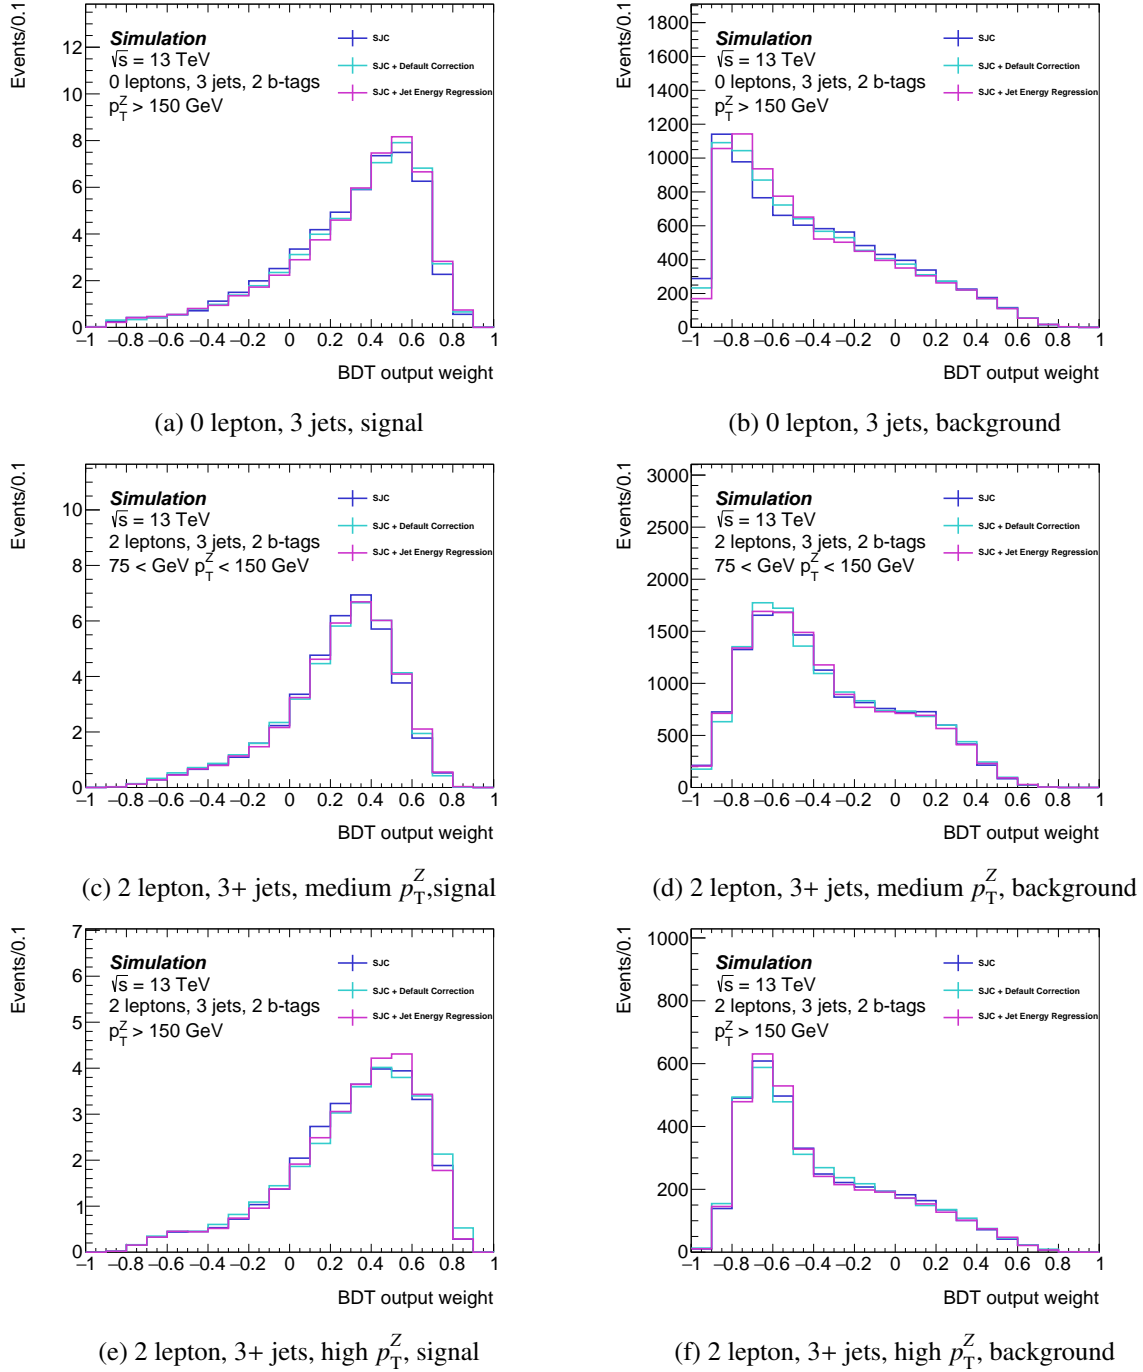 Events/0.1
12
10
8
6
4
2
0
Simulation
√s = 13 TeV
0 leptons, 3 jets, 2 b-tags
p_T^Z > 150 GeV
SJC
SJC + Default Correction
SJC + Jet Energy Regression
−1 −0.8 −0.6 −0.4 −0.2 0 0.2 0.4 0.6 0.8 1
BDT output weight
(a) 0 lepton, 3 jets, signal
Events/0.1
1800
1600
1400
1200
1000
800
600
400
200
0
Simulation
√s = 13 TeV
0 leptons, 3 jets, 2 b-tags
p_T^Z > 150 GeV
SJC
SJC + Default Correction
SJC + Jet Energy Regression
−1 −0.8 −0.6 −0.4 −0.2 0 0.2 0.4 0.6 0.8 1
BDT output weight
(b) 0 lepton, 3 jets, background
Events/0.1
10
8
6
4
2
0
Simulation
√s = 13 TeV
2 leptons, 3 jets, 2 b-tags
75 < GeV p_T^Z < 150 GeV
SJC
SJC + Default Correction
SJC + Jet Energy Regression
−1 −0.8 −0.6 −0.4 −0.2 0 0.2 0.4 0.6 0.8 1
BDT output weight
(c) 2 lepton, 3+ jets, medium p_T^Z,signal
Events/0.1
3000
2500
2000
1500
1000
500
0
Simulation
√s = 13 TeV
2 leptons, 3 jets, 2 b-tags
75 < GeV p_T^Z < 150 GeV
SJC
SJC + Default Correction
SJC + Jet Energy Regression
−1 −0.8 −0.6 −0.4 −0.2 0 0.2 0.4 0.6 0.8 1
BDT output weight
(d) 2 lepton, 3+ jets, medium p_T^Z, background
Events/0.1
7
6
5
4
3
2
1
0
Simulation
√s = 13 TeV
2 leptons, 3 jets, 2 b-tags
p_T^Z > 150 GeV
SJC
SJC + Default Correction
SJC + Jet Energy Regression
−1 −0.8 −0.6 −0.4 −0.2 0 0.2 0.4 0.6 0.8 1
BDT output weight
(e) 2 lepton, 3+ jets, high p_T^Z, signal
Events/0.1
1000
800
600
400
200
0
Simulation
√s = 13 TeV
2 leptons, 3 jets, 2 b-tags
p_T^Z > 150 GeV
SJC
SJC + Default Correction
SJC + Jet Energy Regression
−1 −0.8 −0.6 −0.4 −0.2 0 0.2 0.4 0.6 0.8 1
BDT output weight
(f) 2 lepton, 3+ jets, high p_T^Z, background